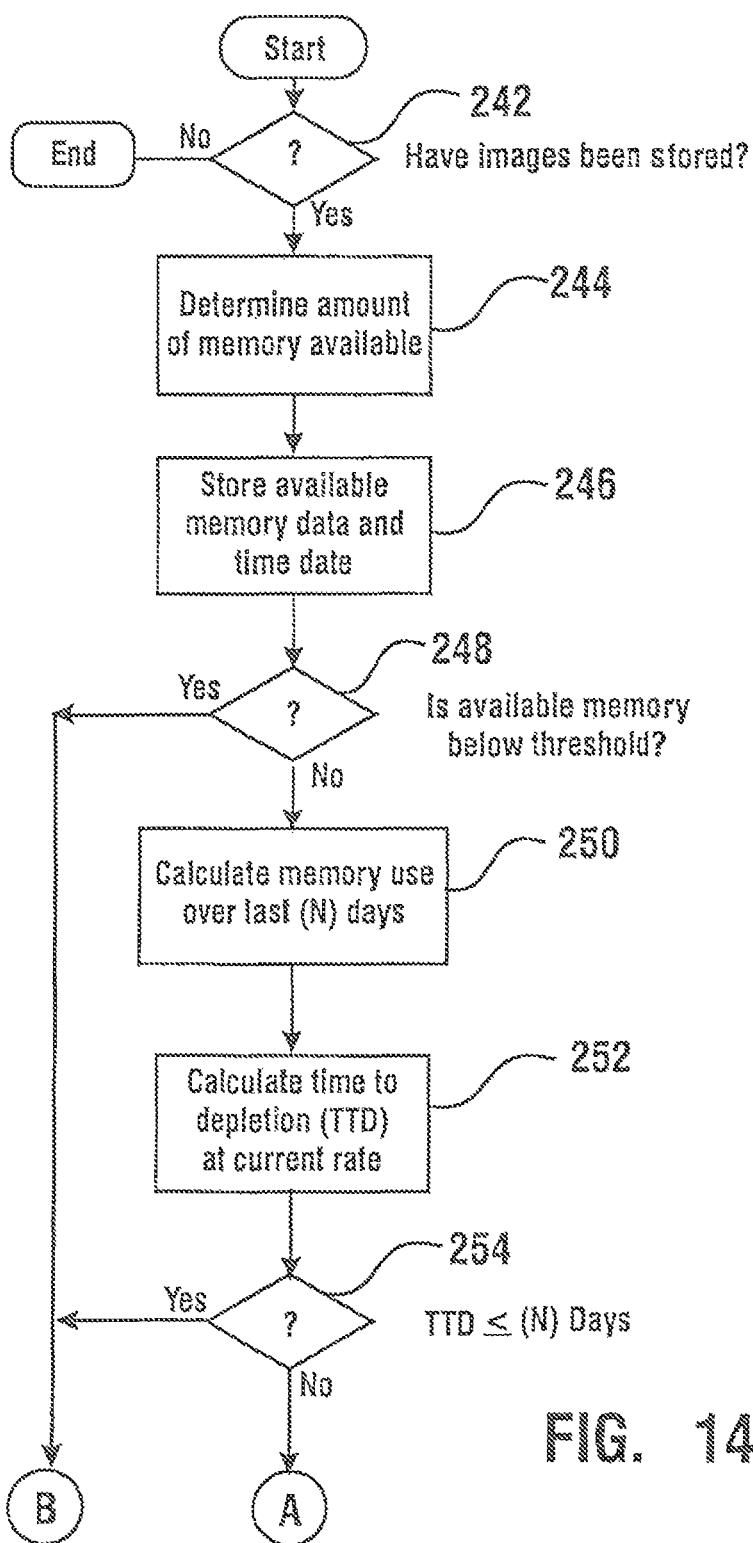 Start
242
No
?
End
Have images been stored?
Yes
244
Determine amount
of memory available
246
Store available
memory data and
time date
248
Yes
?
Is available memory
below threshold?
No
250
Calculate memory use
over last (N) days
252
Calculate time to
depletion (TTD)
at current rate
254
Yes
?
TTD ≤ (N) Days
No
FIG. 14
B
A